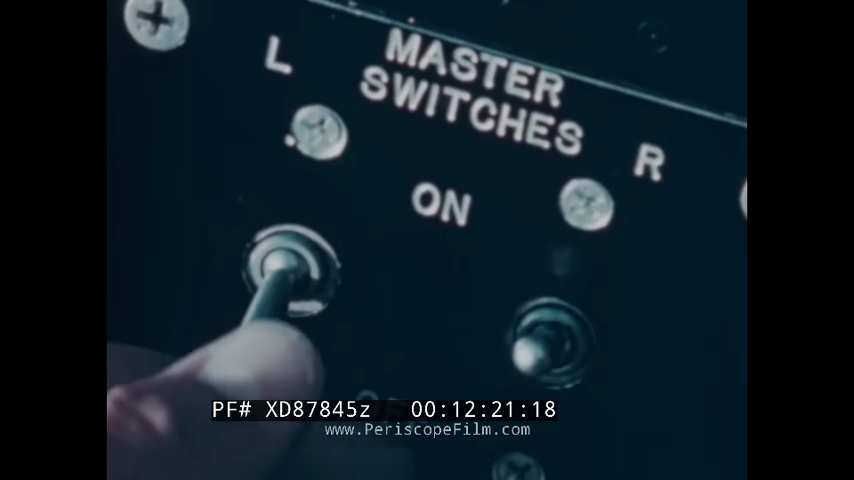 L
MASTER
SWITCHES
R
ON
PF# XD87845z 00:12:21:18
www.PeriscopeFilm.com